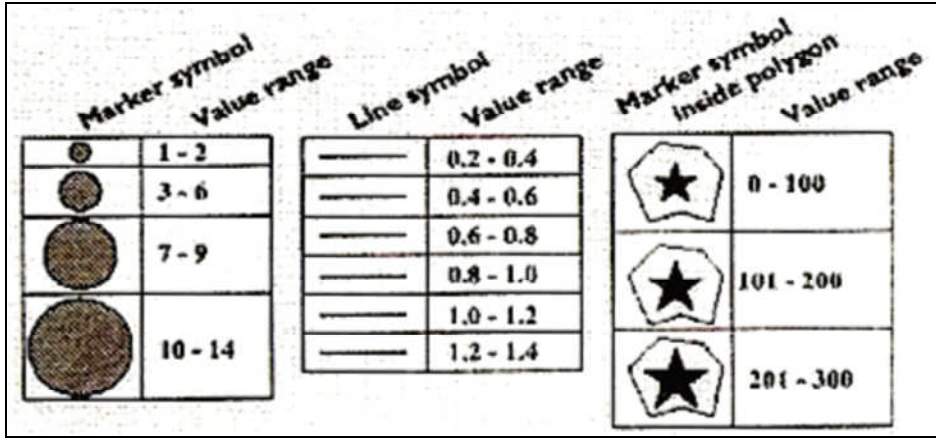 Marker symbol
Value range
1 - 2
3 - 6
7 - 9
10 - 14
Line symbol
Value range
0.2 - 0.4
0.4 - 0.6
0.6 - 0.8
0.8 - 1.0
1.0 - 1.2
1.2 - 1.4
Marker symbol
inside polygon
Value range
0 - 100
101 - 200
201 - 300